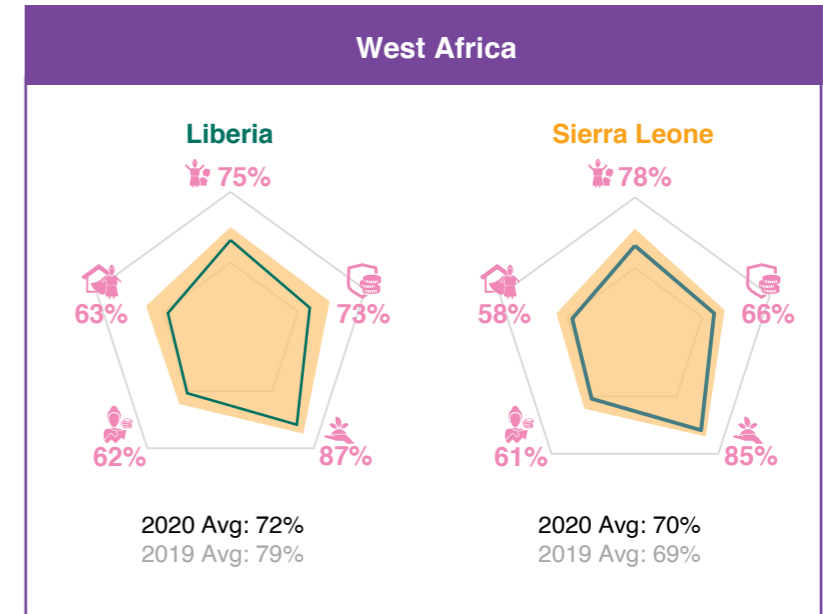 West Africa
Liberia
75%
63%
73%
62%
87%
2020 Avg: 72%
2019 Avg: 79%
Sierra Leone
78%
58%
66%
61%
85%
2020 Avg: 70%
2019 Avg: 69%